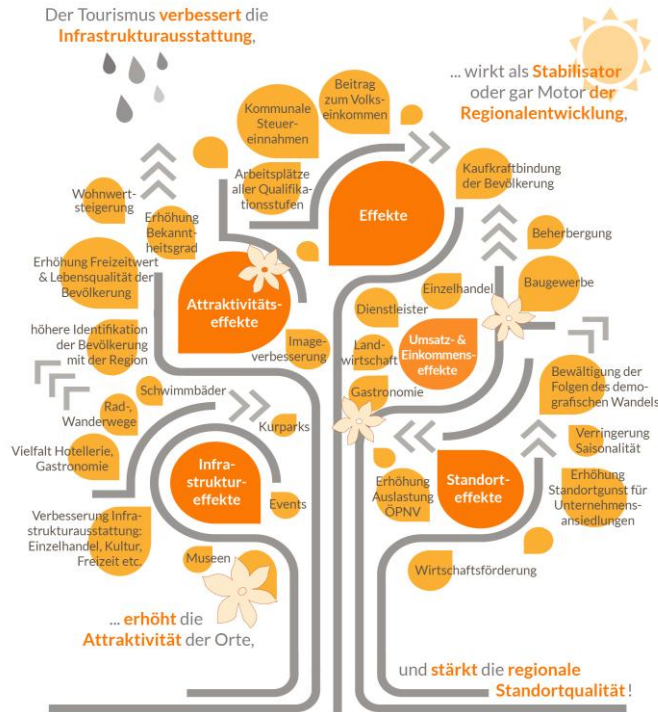 Der Tourismus verbessert die
Infrastrukturausstattung,
... wirkt als Stabilisator
oder gar Motor der
Regionalentwicklung,
Beitrag
zum Volks-
einkommen
Kommunale
Steuer-
einnahmen
Arbeitsplätze
aller Qualifika-
tionsstufen
Effekte
Kaufkraftbindung
der Bevölkerung
Wohnwert-
steigerung
Erhöhung
Bekannt-
heitsgrad
Erhöhung Freizeitwert
& Lebensqualität der
Bevölkerung
Attraktivitäts-
effekte
höhere Identifikation
der Bevölkerung
mit der Region
Image-
verbesserung
Beherbergung
Einzelhandel
Baugewerbe
Dienstleister
Umsatz- &
Einkommens-
effekte
Land-
wirtschaft
Gastronomie
Bewältigung der
Folgen des demo-
grafischen Wandels
Schwimmbäder
Rad-,
Wanderwege
Kurparks
Vielfalt Hotellerie,
Gastronomie
Infra-
struktur-
effekte
Events
Verbesserung Infra-
strukturausstattung:
Einzelhandel, Kultur,
Freizeit etc.
Museen
Verringerung
Saisonalität
Erhöhung
Auslastung
ÖPNV
Standort-
effekte
Erhöhung
Standortgunst für
Unternehmens-
ansiedlungen
Wirtschaftsförderung
... erhöht die
Attraktivität der Orte,
und stärkt die regionale
Standortqualität!